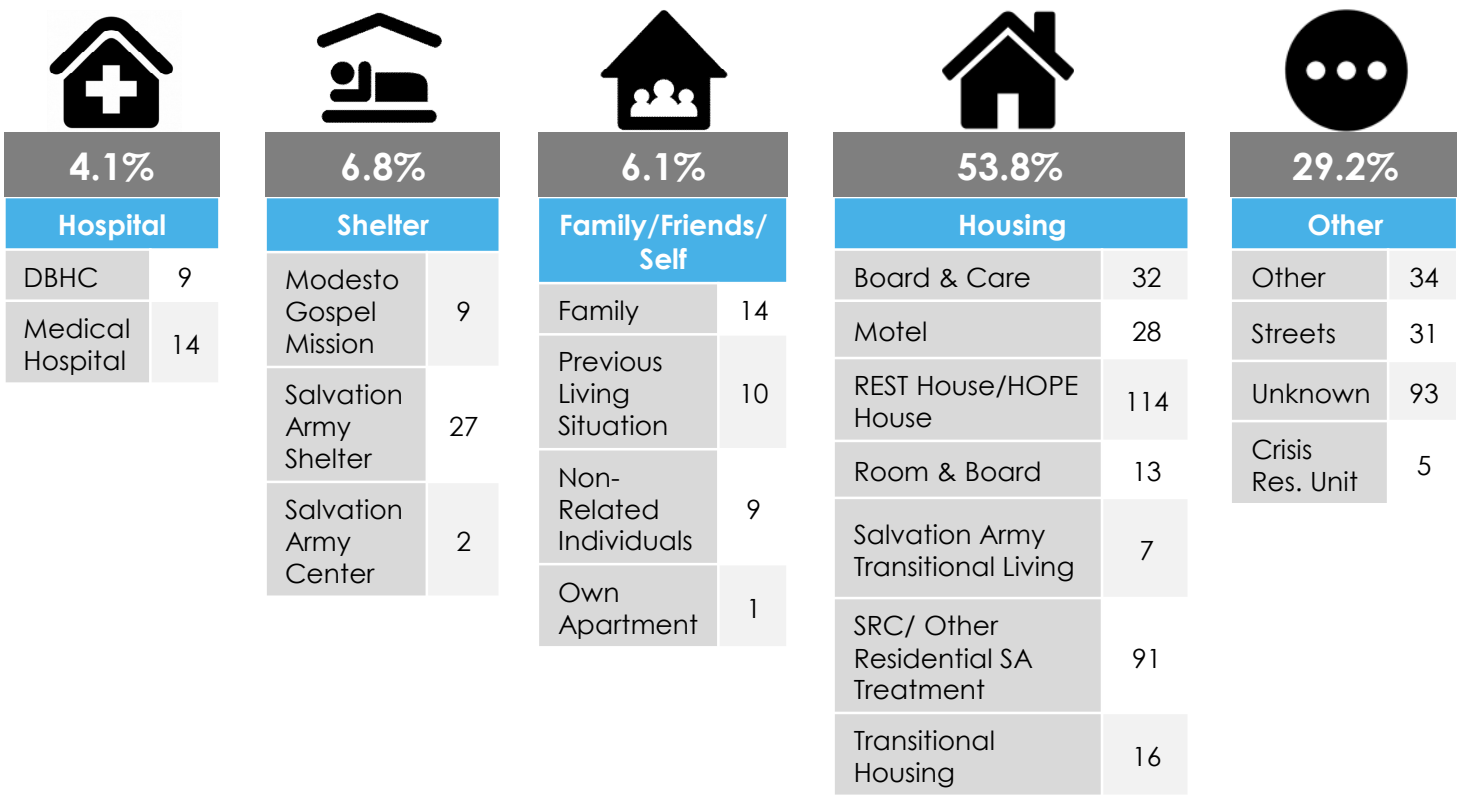 4.1%
Hospital
DBHC 9
Medical
Hospital 14
6.8%
Shelter
Modesto
Gospel
Mission 9
Salvation
Army
Shelter 27
Salvation
Army
Center 2
6.1%
Family/Friends/
Self
Family 14
Previous
Living
Situation 10
Non-
Related
Individuals 9
Own
Apartment 1
53.8%
Housing
Board & Care 32
Motel 28
REST House/HOPE
House 114
Room & Board 13
Salvation Army
Transitional Living 7
SRC/ Other
Residential SA
Treatment 91
Transitional
Housing 16
29.2%
Other
Other 34
Streets 31
Unknown 93
Crisis
Res. Unit 5